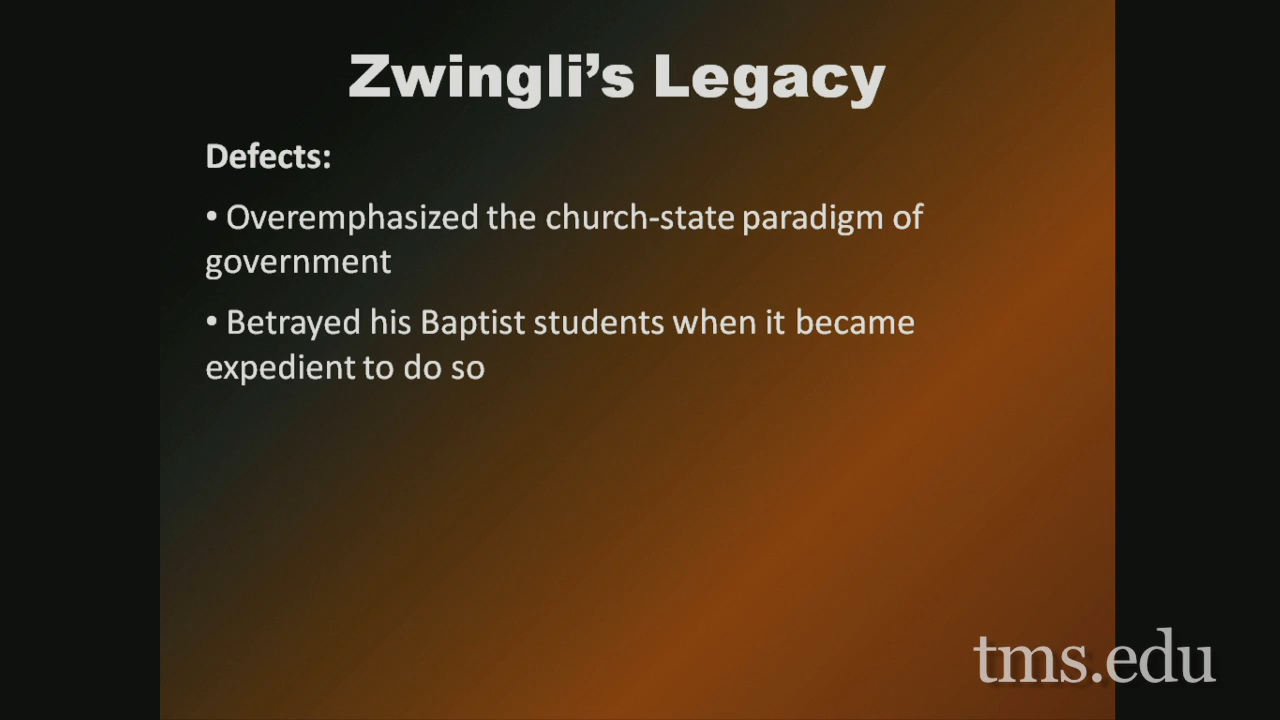 Zwingli’s Legacy
Defects:
• Overemphasized the church-state paradigm of
government
• Betrayed his Baptist students when it became
expedient to do so
tms.edu